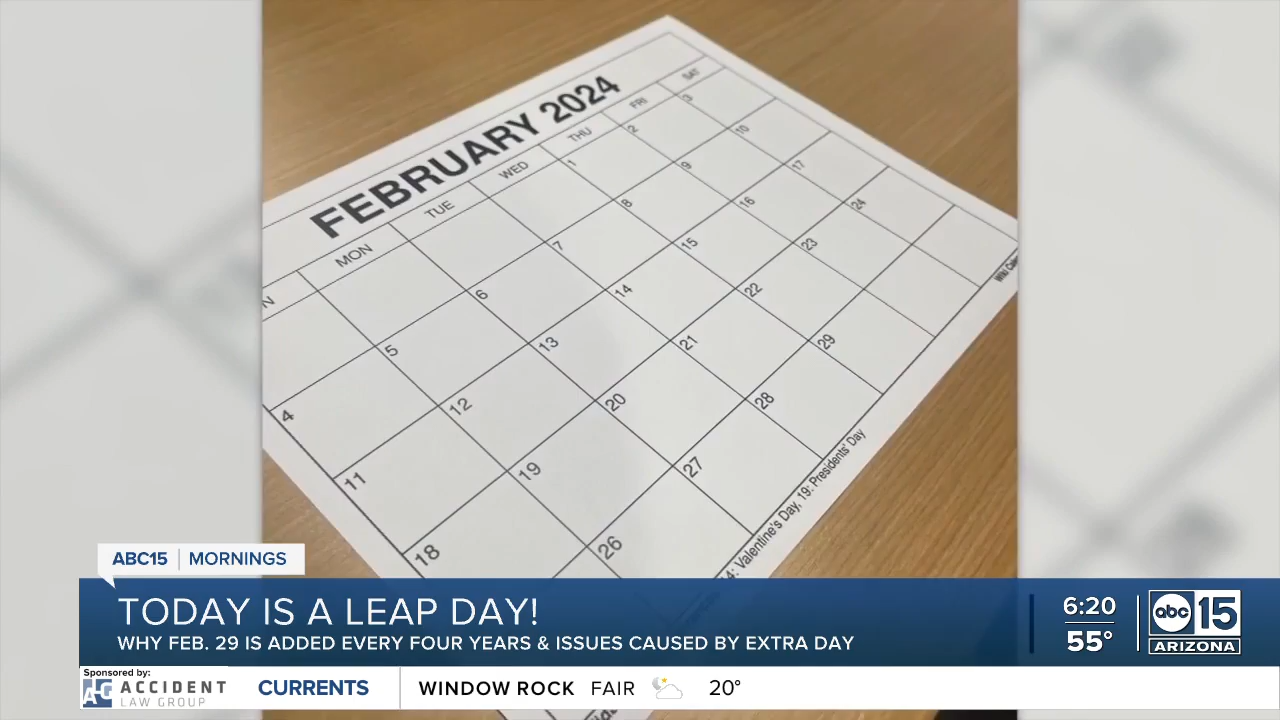 FEBRUARY 2024
MON TUE WED THU FRI SAT
1 2 3
4 5 6 7 8 9 10
11 12 13 14 15 16 17
18 19 20 21 22 23 24
26 27 28 29
Valentine's Day, 19: Presidents' Day
ABC15 | MORNINGS
TODAY IS A LEAP DAY!
WHY FEB. 29 IS ADDED EVERY FOUR YEARS & ISSUES CAUSED BY EXTRA DAY
6:20
55°
abc 15
ARIZONA
Sponsored by:
AG ACCIDENT
LAW GROUP
CURRENTS
WINDOW ROCK FAIR 20°